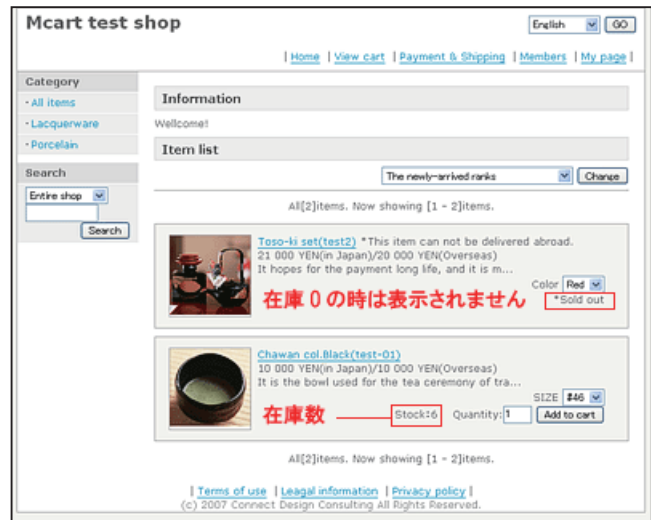 Mcart test shop
English GO
| Home | View cart | Payment & Shipping | Members | My page |
Category
・All items
・Lacquerware
・Porcelain
Search
Entire shop
Search
Information
Wellcome!
Item list
The newly-arrived ranks Change
All[2]items. Now showing [1 - 2]items.
Toso-ki set(test2) *This item can not be delivered abroad.
21 000 YEN(in Japan)/20 000 YEN(Overseas)
It hopes for the payment long life, and it is m...
Color Red
在庫0の時は表示されません
*Sold out
Chawan col.Black(test-01)
10 000 YEN(in Japan)/10 000 YEN(Overseas)
It is the bowl used for the tea ceremony of tra...
SIZE #46
在庫数 Stock:6 Quantity: 1 Add to cart
All[2]items. Now showing [1 - 2]items.
| Terms of use | Leagal information | Privacy policy |
(c) 2007 Connect Design Consulting All Rights Reserved.